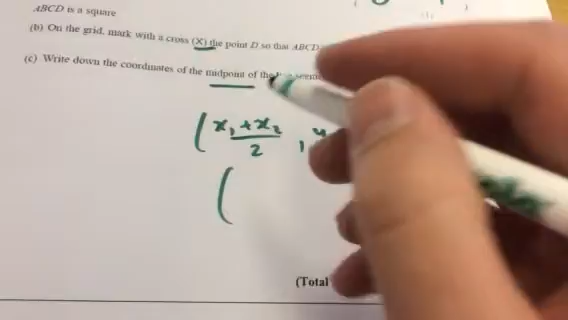 ABCD is a square
(b) On the grid, mark with a cross (X) the point D so that ABCD
(c) Write down the coordinates of the midpoint of the
(x₁+x₂/2 ,
(
(Total